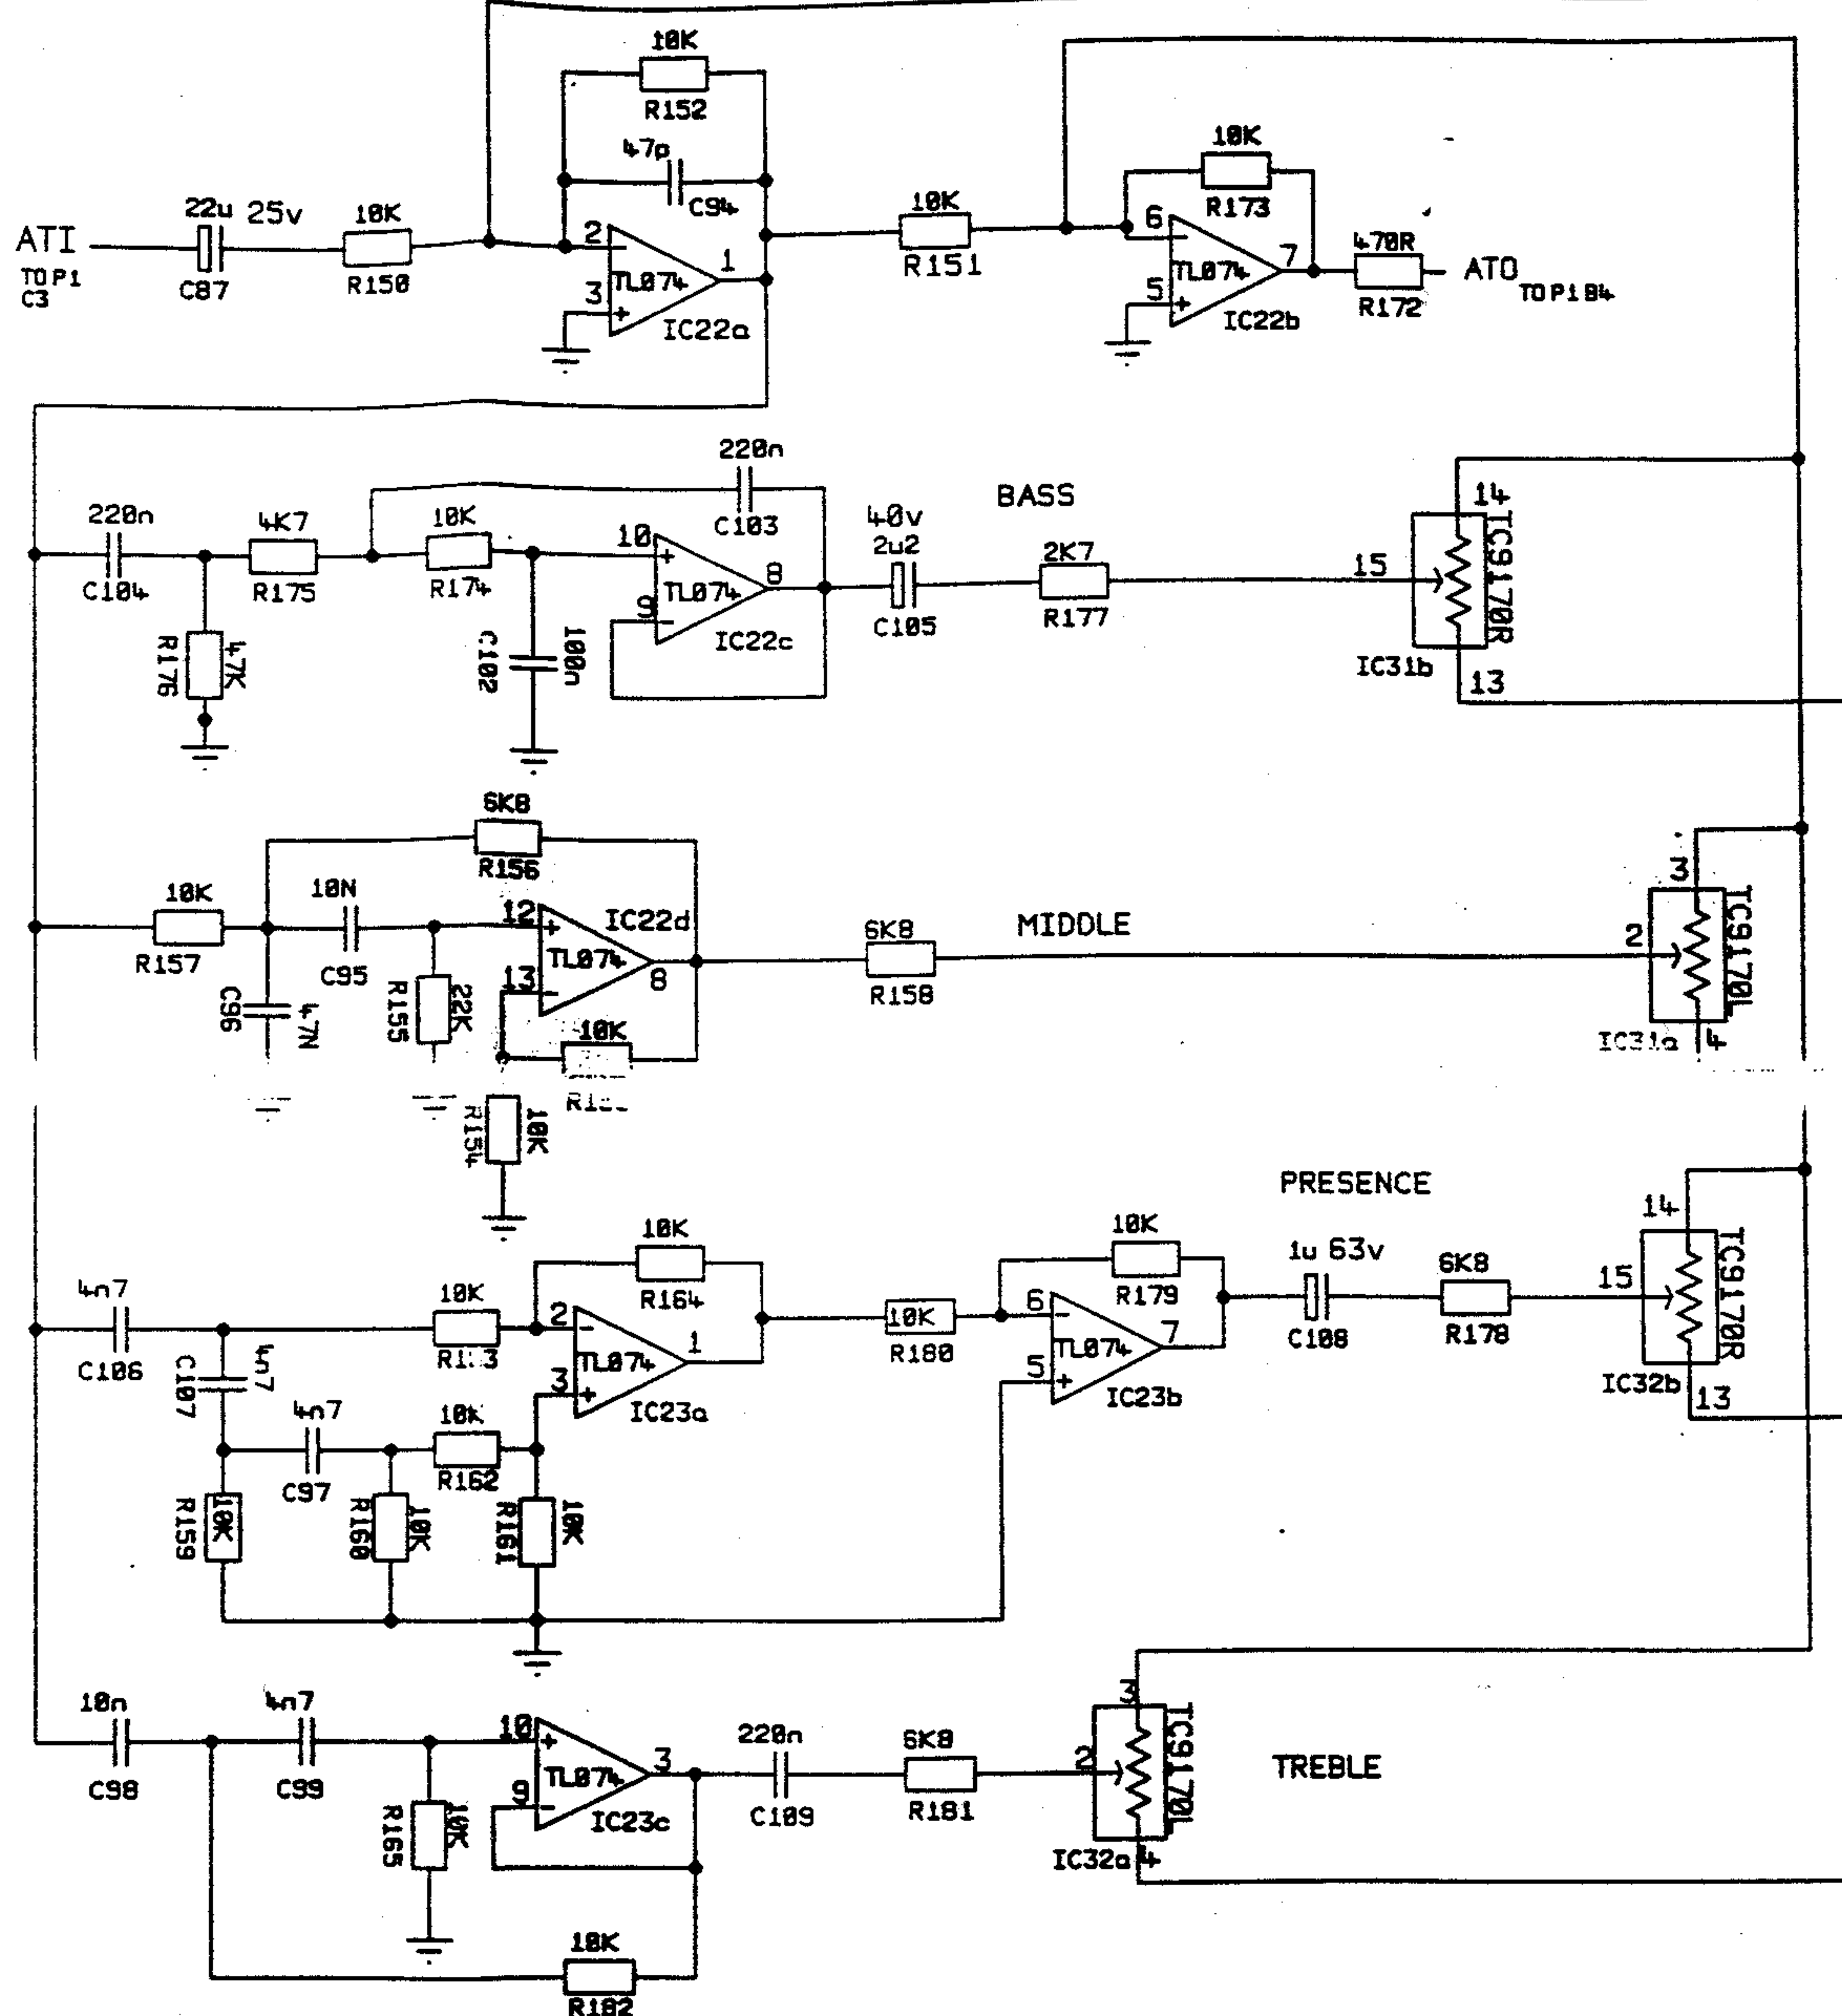 10K
R152
47p
C94
22u 25v
10K
ATI
TO P1
C3
C87
R150
2
3
1
TL074
IC22a
10K
R151
10K
R173
6
5
7
TL074
IC22b
470R
R172
ATO
TO P1 B4
220n
C103
220n
C104
4K7
R175
10K
R174
R176
47K
C102
100n
10
9
8
TL074
IC22c
40v
2u2
C105
BASS
2K7
R177
14
15
13
TC9170R
IC31b
6K8
R156
10K
R157
10N
C95
C96
47N
R155
22K
12
13
8
TL074
IC22d
10K
R154
10K
6K8
R158
MIDDLE
3
2
4
TC9170L
IC31a
PRESENCE
4n7
C106
C107
4n7
4n7
C97
10K
10K
R164
2
3
1
TL074
IC23a
10K
R162
R159
10K
R160
10K
R161
10K
10K
R180
10K
R179
6
5
7
TL074
IC23b
1u 63v
C108
6K8
R178
14
15
13
TC9170R
IC32b
10n
C98
4n7
C99
R165
10K
10
9
3
TL074
IC23c
220n
C109
6K8
R181
3
2
4
TC9170L
IC32a
TREBLE
10K
R182